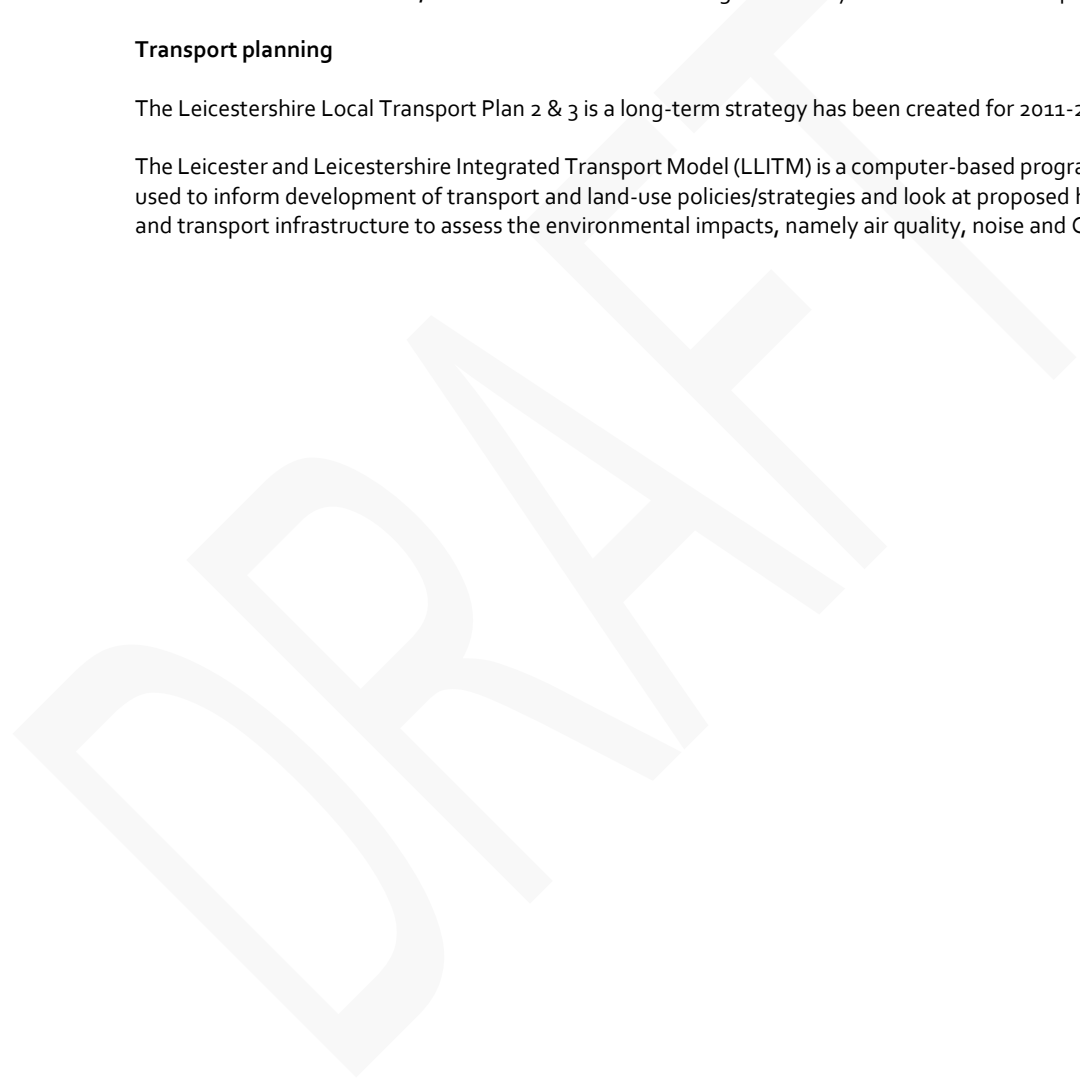 Transport planning
The Leicestershire Local Transport Plan 2 & 3 is a long-term strategy has been created for 2011-2
The Leicester and Leicestershire Integrated Transport Model (LLITM) is a computer-based progra
used to inform development of transport and land-use policies/strategies and look at proposed
and transport infrastructure to assess the environmental impacts, namely air quality, noise and
DRAFT